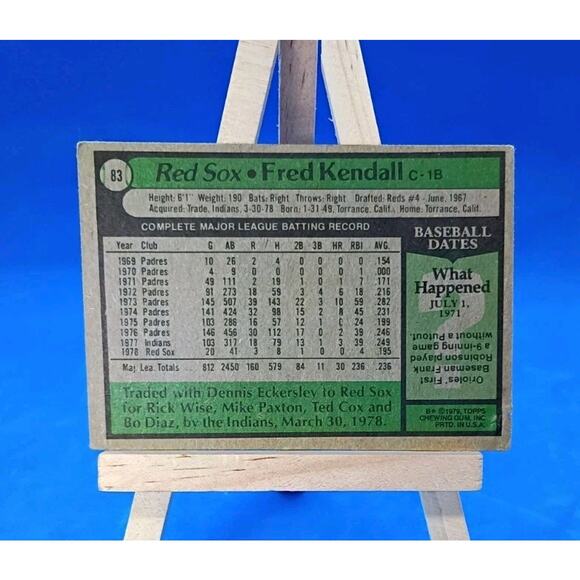 83
Red Sox • Fred Kendall C-1B
Height: 6'1" Weight: 190 Bats: Right Throws: Right Drafted: Reds #4 - June, 1967
Acquired: Trade, Indians, 3-30-78 Born: 1-31-49, Torrance, Calif. Home: Torrance, Calif.
COMPLETE MAJOR LEAGUE BATTING RECORD
Year Club G AB R H 2B 3B HR RBI AVG.
1969 Padres 10 26 2 4 0 0 0 0 .154
1970 Padres 4 9 0 0 0 0 0 1 .000
1971 Padres 49 111 2 19 1 0 1 7 .171
1972 Padres 91 273 18 59 3 4 6 18 .216
1973 Padres 145 507 39 143 22 3 10 59 .282
1974 Padres 141 424 32 98 15 2 8 45 .231
1975 Padres 103 286 16 57 12 1 0 24 .199
1976 Padres 146 456 30 112 17 0 2 39 .246
1977 Indians 103 317 18 79 13 1 3 39 .249
1978 Red Sox 20 41 3 8 1 0 0 4 .195
Maj. Lea. Totals 812 2450 160 579 84 11 30 236 .236
Traded with Dennis Eckersley to Red Sox
for Rick Wise, Mike Paxton, Ted Cox and
Bo Diaz, by the Indians, March 30, 1978.
BASEBALL
DATES
What
Happened
JULY 1,
1971
?
Orioles' First
Baseman Frank
Robinson played
a 9-inning game
without a Putout
B* © 1979, TOPPS
CHEWING GUM, INC.
PRTD. IN U.S.A.